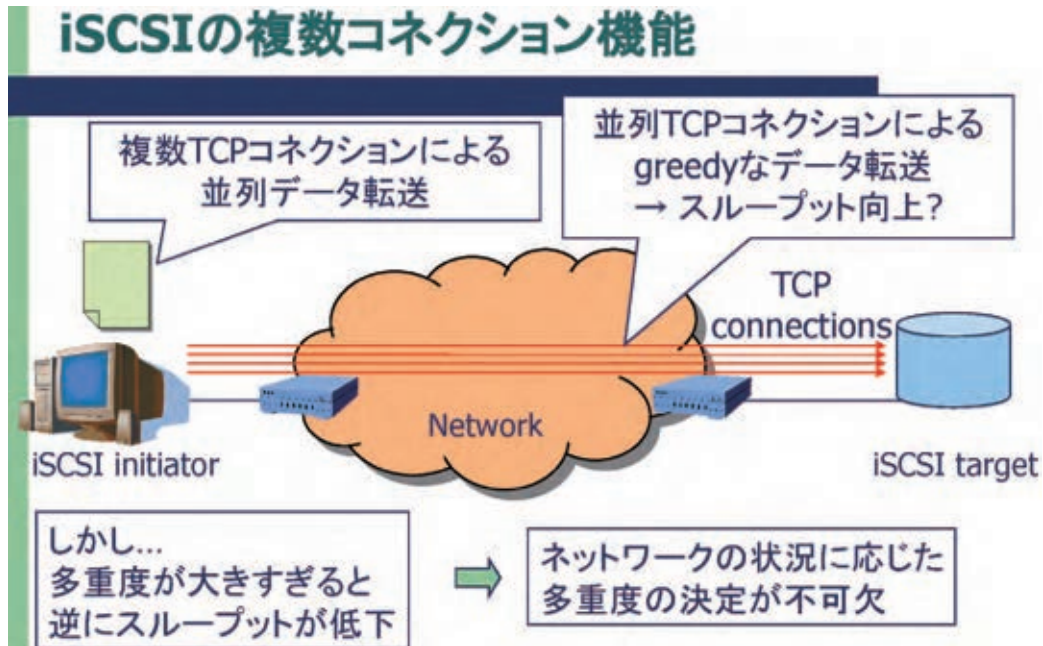 iSCSIの複数コネクション機能
複数TCPコネクションによる
並列データ転送
並列TCPコネクションによる
greedyなデータ転送
→ スループット向上?
TCP
connections
Network
iSCSI initiator
iSCSI target
しかし...
多重度が大きすぎると
逆にスループットが低下
ネットワークの状況に応じた
多重度の決定が不可欠